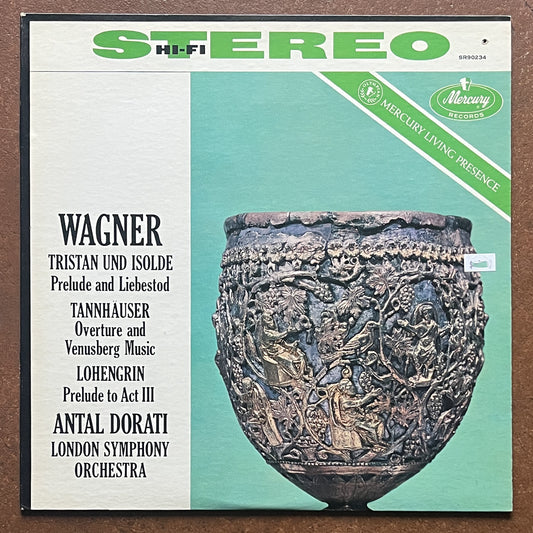 STEREO
HI-FI
SR90234
Mercury
RECORDS
MERCURY LIVING PRESENCE
WAGNER
TRISTAN UND ISOLDE
Prelude and Liebestod
TANNHÄUSER
Overture and
Venusberg Music
LOHENGRIN
Prelude to Act III
ANTAL DORATI
LONDON SYMPHONY
ORCHESTRA